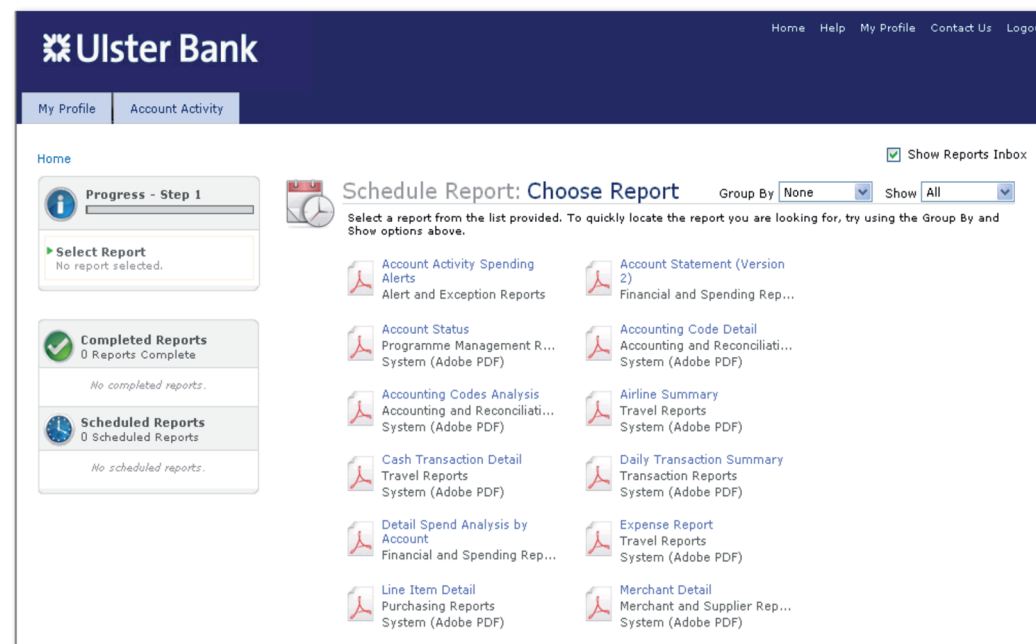 Home Help My Profile Contact Us Logou
Ulster Bank
My Profile Account Activity
Home
Show Reports Inbox
Progress - Step 1
Select Report
No report selected.
Completed Reports
0 Reports Complete
No completed reports.
Scheduled Reports
0 Scheduled Reports
No scheduled reports.
Schedule Report: Choose Report Group By None Show All
Select a report from the list provided. To quickly locate the report you are looking for, try using the Group By and
Show options above.
Account Activity Spending
Alerts
Alert and Exception Reports
Account Statement (Version
2)
Financial and Spending Rep...
Account Status
Programme Management R...
System (Adobe PDF)
Accounting Code Detail
Accounting and Reconciliati...
System (Adobe PDF)
Accounting Codes Analysis
Accounting and Reconciliati...
System (Adobe PDF)
Airline Summary
Travel Reports
System (Adobe PDF)
Cash Transaction Detail
Travel Reports
System (Adobe PDF)
Daily Transaction Summary
Transaction Reports
System (Adobe PDF)
Detail Spend Analysis by
Account
Financial and Spending Rep...
Expense Report
Travel Reports
System (Adobe PDF)
Line Item Detail
Purchasing Reports
System (Adobe PDF)
Merchant Detail
Merchant and Supplier Rep...
System (Adobe PDF)